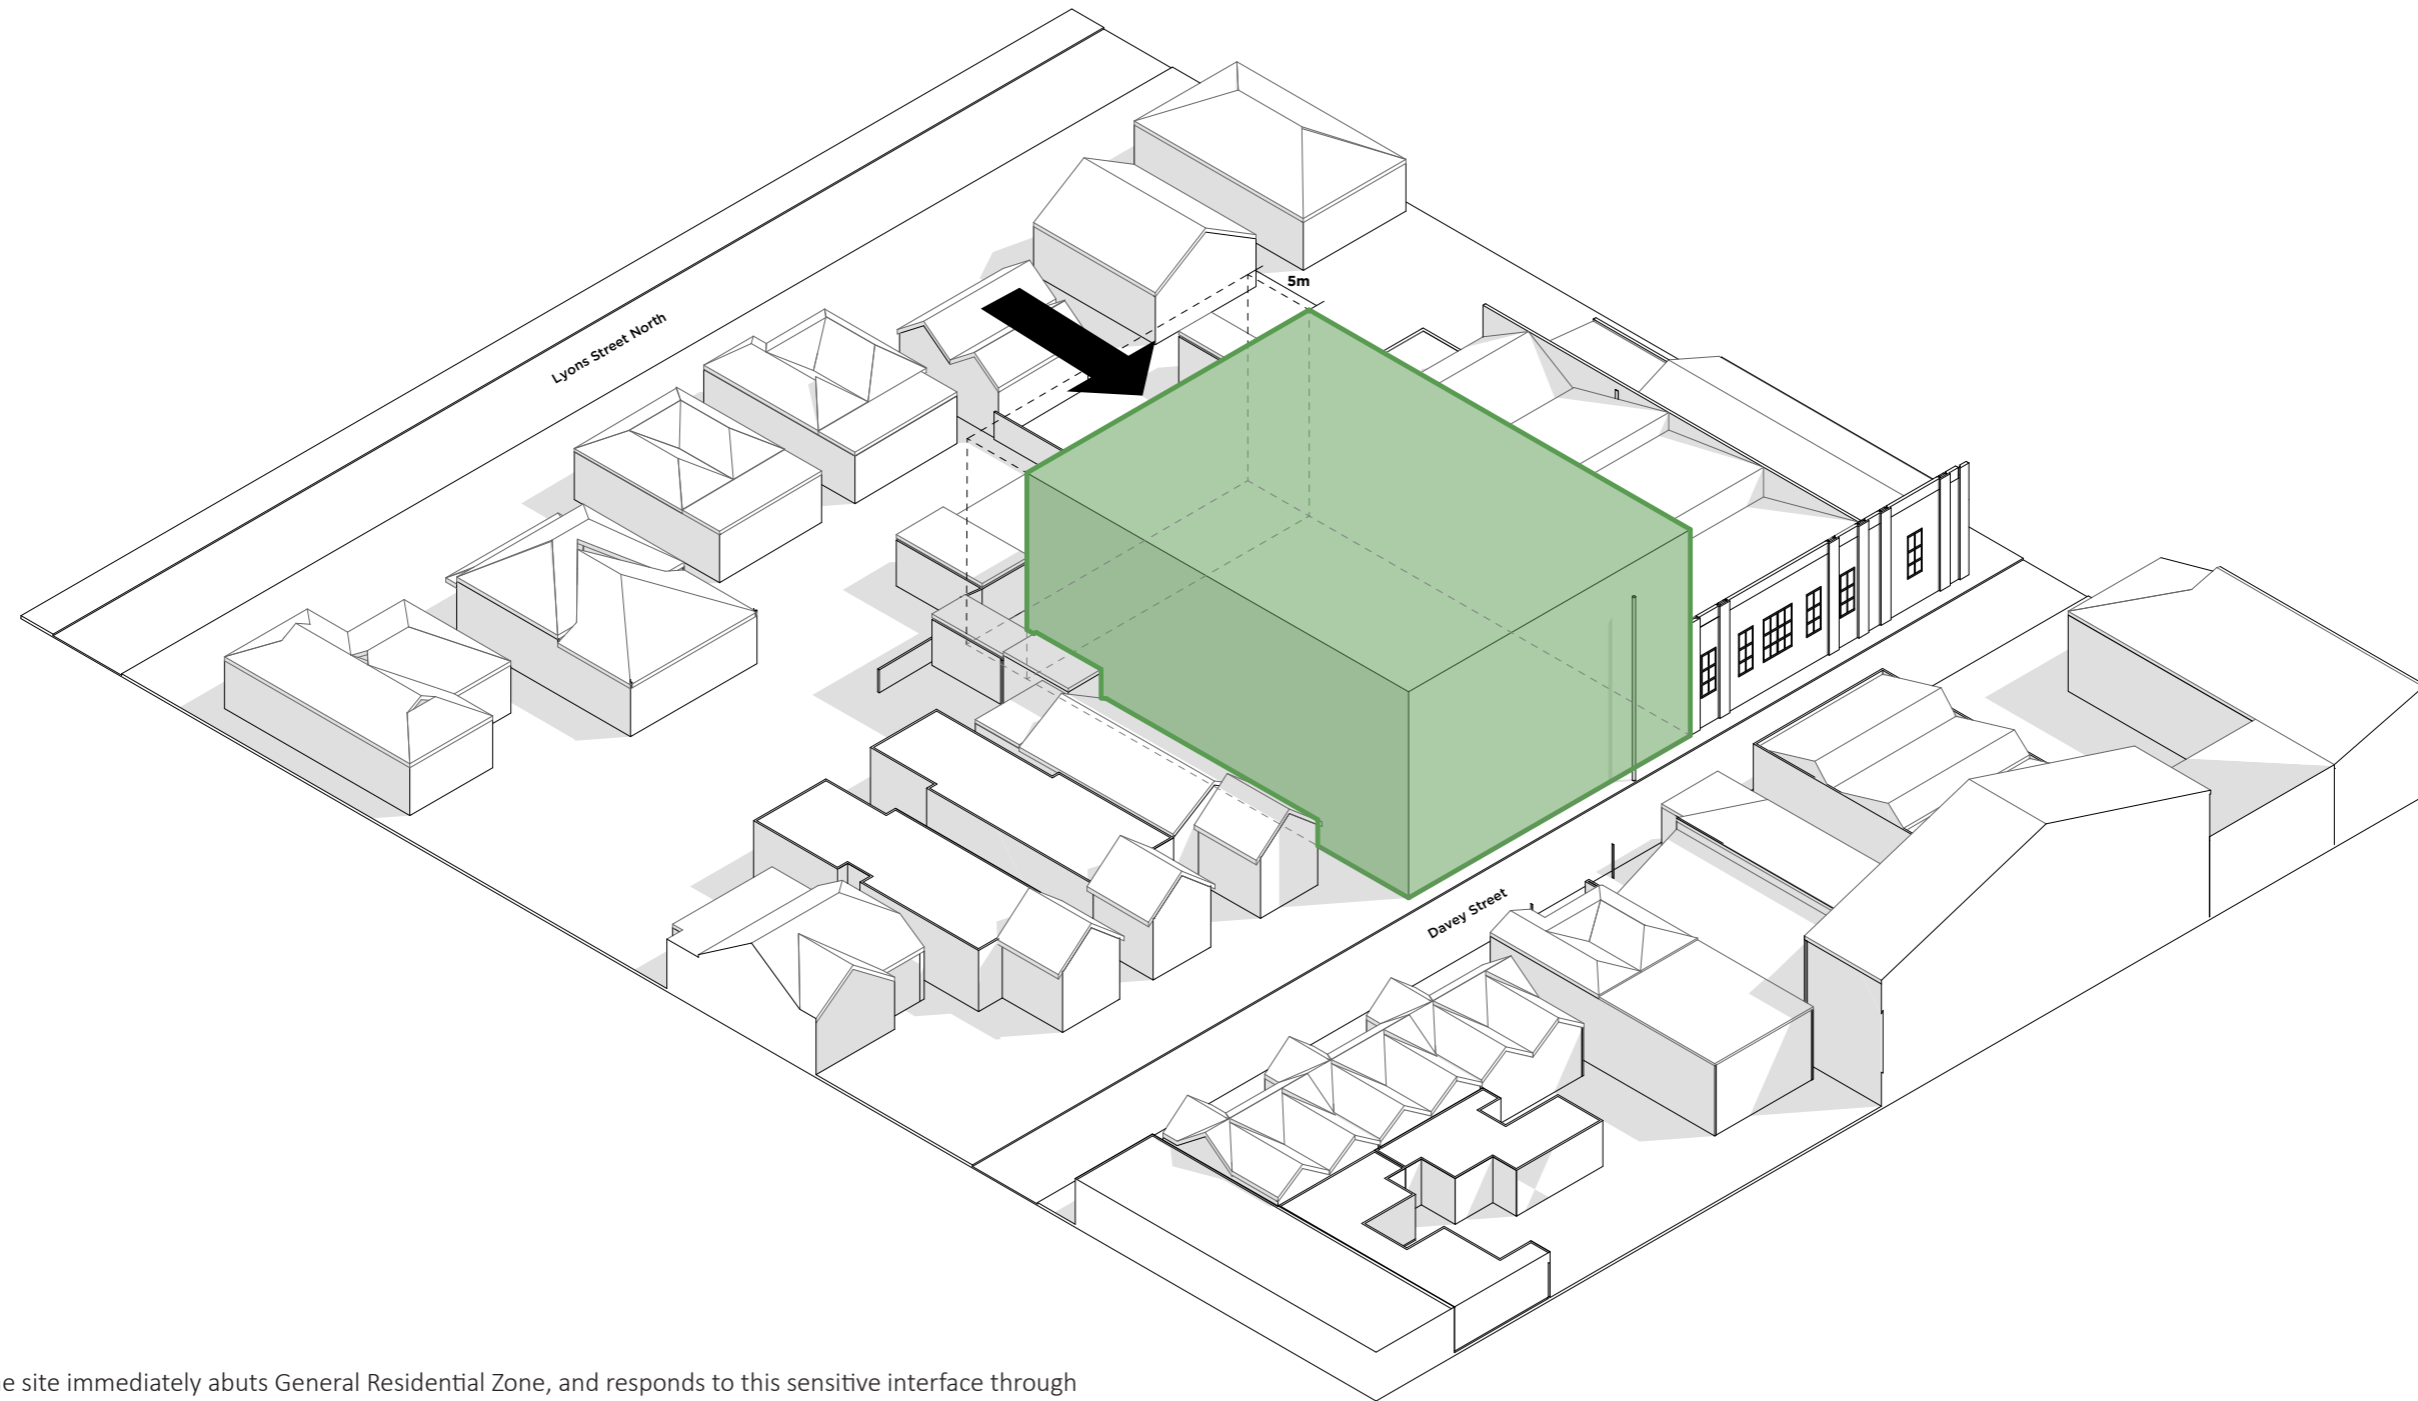 5m
Lyons Street North
Davey Street
e site immediately abuts General Residential Zone, and responds to this sensitive interface through